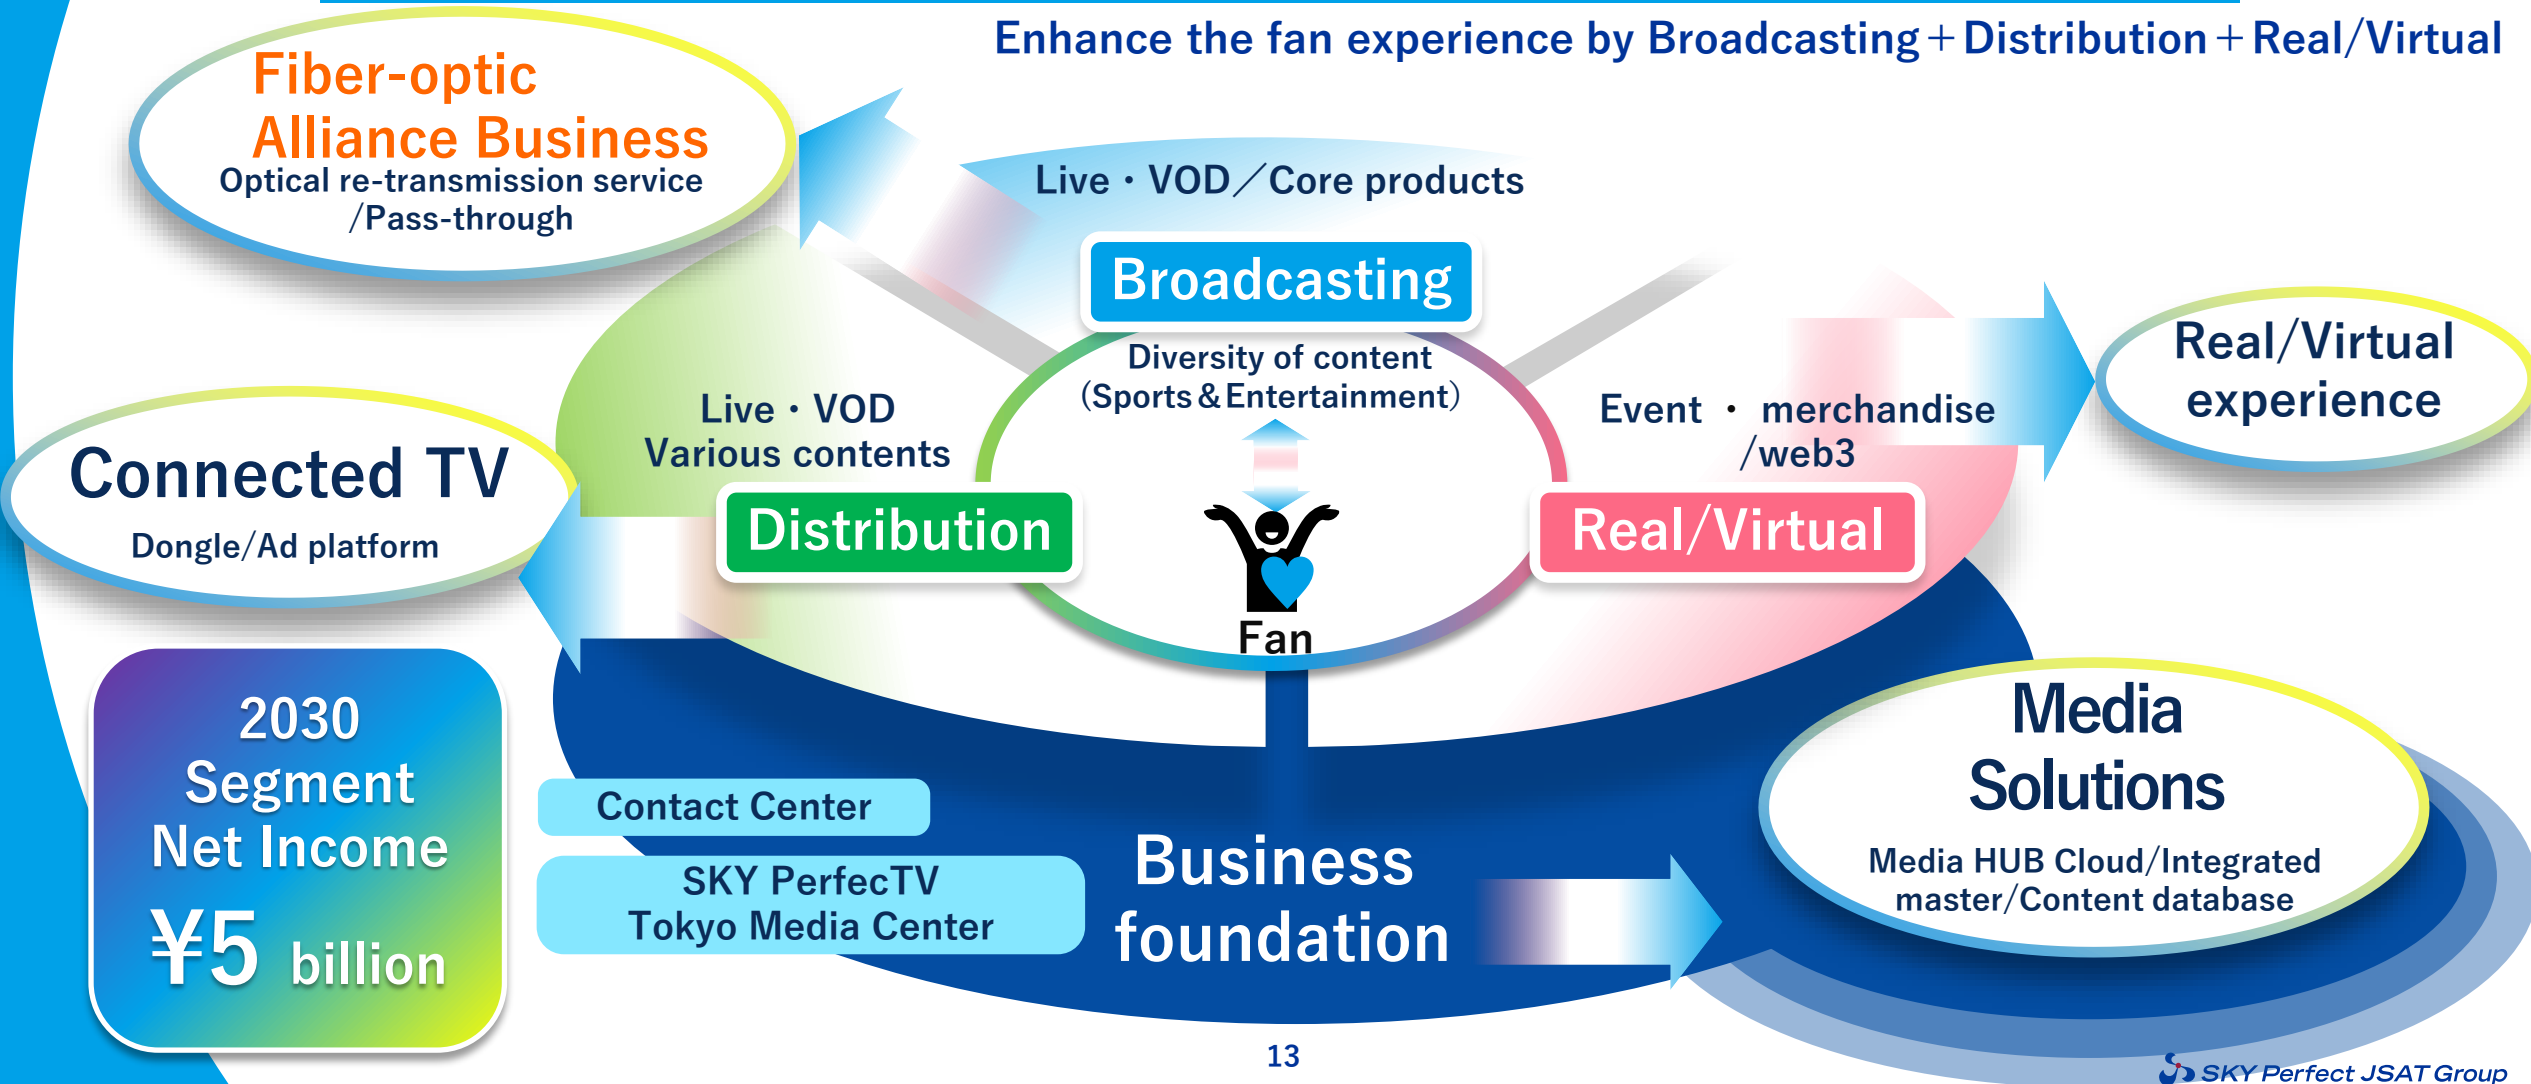 Enhance the fan experience by Broadcasting＋Distribution＋Real/Virtual
Fiber-optic
Alliance Business
Optical re-transmission service
/Pass-through
Live・VOD／Core products
Broadcasting
Diversity of content
(Sports＆Entertainment)
Fan
Live・VOD
Various contents
Distribution
Event ・ merchandise
/web3
Real/Virtual
Real/Virtual
experience
Connected TV
Dongle/Ad platform
2030
Segment
Net Income
¥5 billion
Contact Center
SKY PerfecTV
Tokyo Media Center
Business
foundation
Media
Solutions
Media HUB Cloud/Integrated
master/Content database
13
SKY Perfect JSAT Group